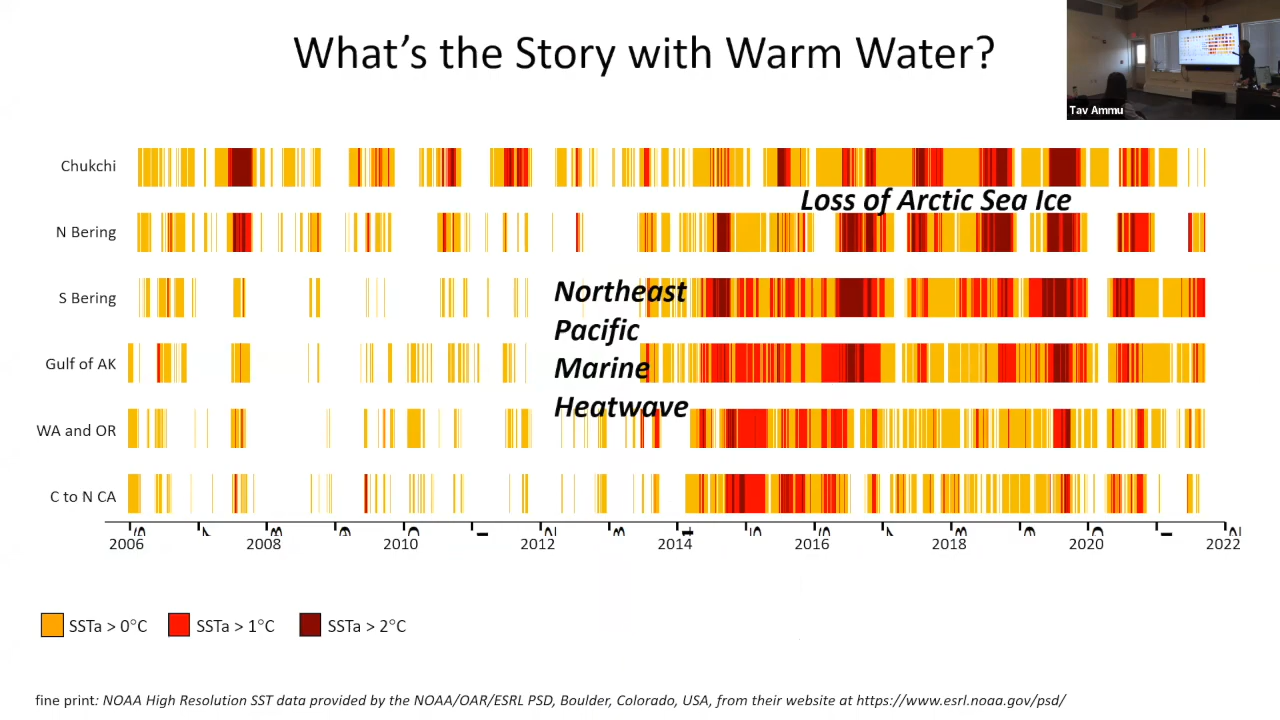 What's the Story with Warm Water?
Tav Ammu
Chukchi
Loss of Arctic Sea Ice
N Bering
S Bering
Northeast
Pacific
Marine
Heatwave
Gulf of AK
WA and OR
C to N CA
2006 2008 2010 2012 2014 2016 2018 2020 2022
SSTa > 0°C SSTa > 1°C SSTa > 2°C
fine print: NOAA High Resolution SST data provided by the NOAA/OAR/ESRL PSD, Boulder, Colorado, USA, from their website at https://www.esrl.noaa.gov/psd/